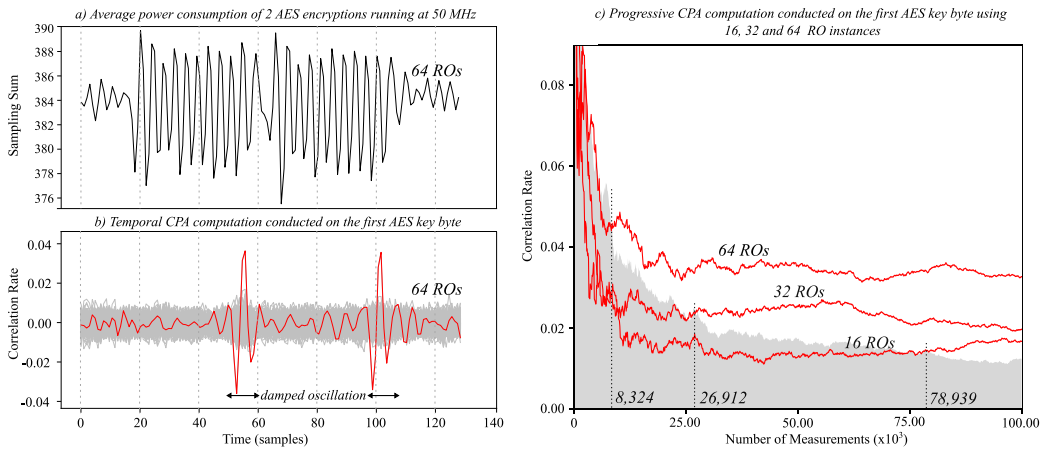 a) Average power consumption of 2 AES encryptions running at 50 MHz
390
388
386
384
382
380
378
376
Sampling Sum
64 ROs
b) Temporal CPA computation conducted on the first AES key byte
0.04
0.02
0.00
-0.02
-0.04
Correlation Rate
64 ROs
damped oscillation
0 20 40 60 80 100 120 140
Time (samples)
c) Progressive CPA computation conducted on the first AES key byte using
16, 32 and 64 RO instances
0.08
0.06
0.04
0.02
0.00
Correlation Rate
64 ROs
32 ROs
16 ROs
8,324
26,912
78,939
0 25.00 50.00 75.00 100.00
Number of Measurements (x10³)